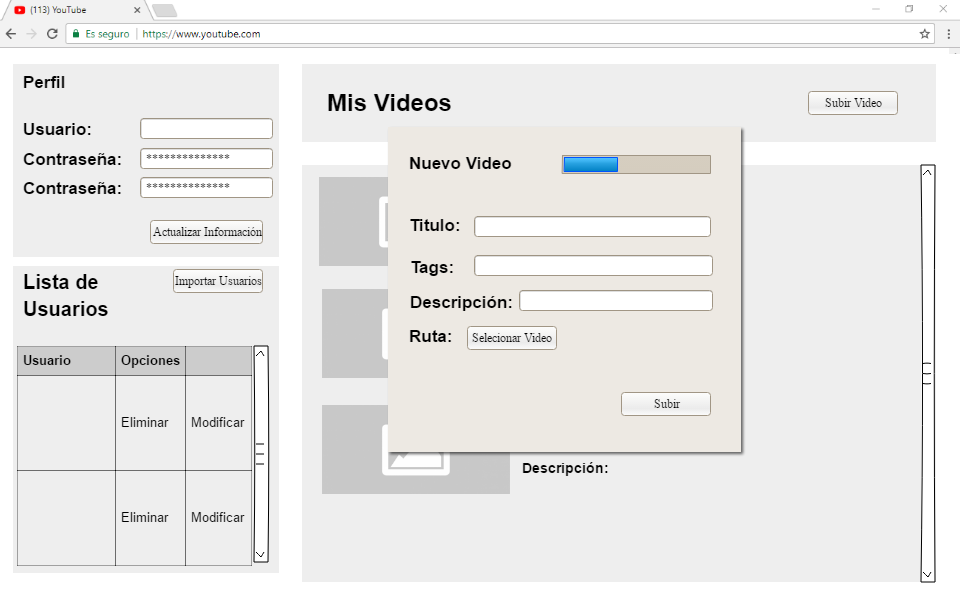 (113) YouTube
Es seguro https://www.youtube.com
Perfil
Usuario:
Contraseña: **************
Contraseña: **************
Actualizar Información
Lista de
Usuarios
Importar Usuarios
Usuario Opciones
Eliminar Modificar
Eliminar Modificar
Mis Videos
Subir Video
Nuevo Video
Titulo:
Tags:
Descripción:
Ruta: Selecionar Video
Subir
Descripción: